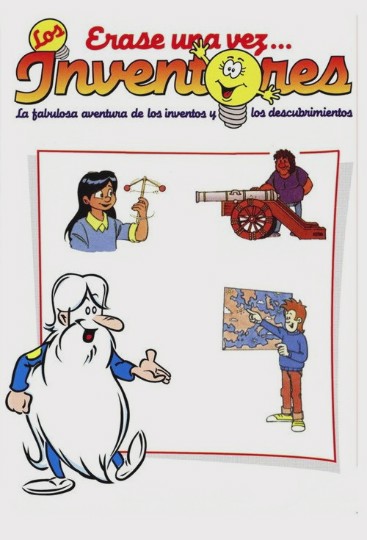 Los
Erase una vez...
Inventores
La fabulosa aventura de los inventos y los descubrimientos